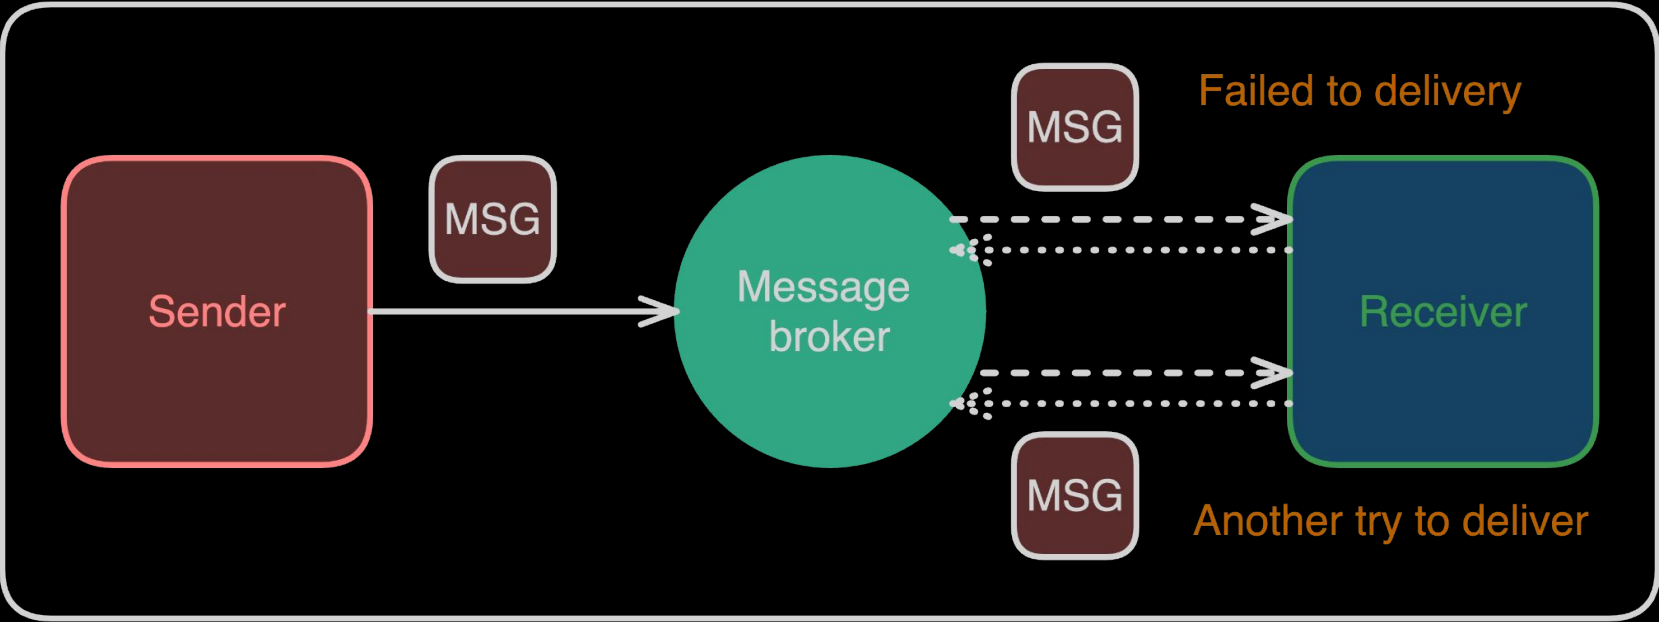 MSG
Failed to delivery
MSG
Sender
Message
broker
Receiver
MSG
Another try to deliver